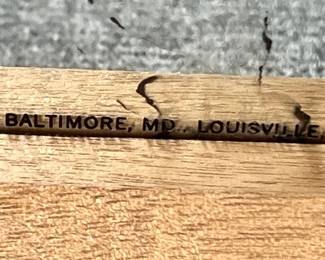 BALTIMORE, MD. LOUISVILLE,